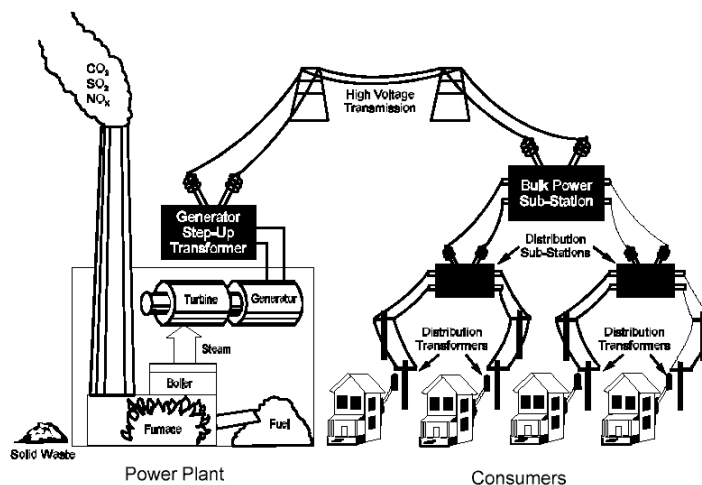 CO2
SO2
NOX
High Voltage
Transmission
Generator
Step-Up
Transformer
Bulk Power
Sub-Station
Distribution
Sub-Stations
Turbine
Generator
Steam
Boiler
Furnace
Fuel
Solid Waste
Distribution
Transformers
Distribution
Transformers
Power Plant
Consumers